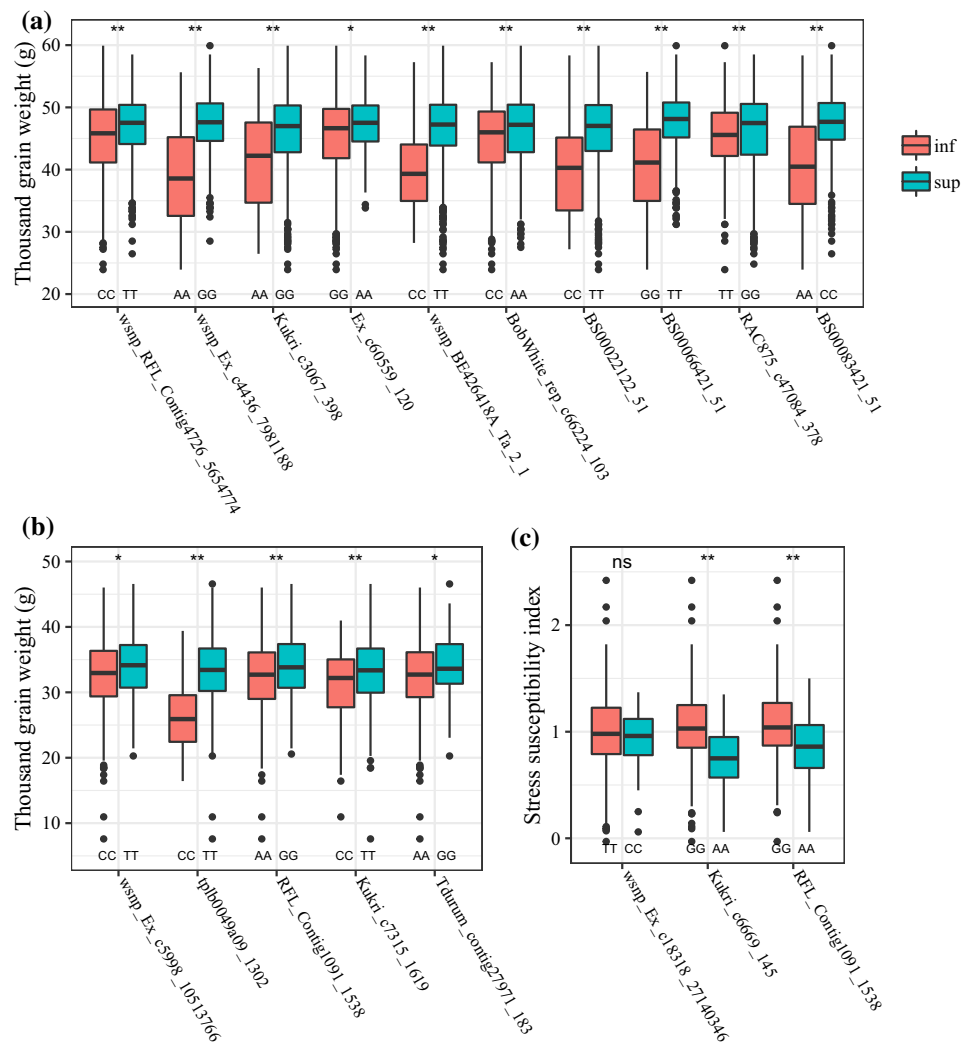 (a)
Thousand grain weight (g)
60
50
40
30
20
** ** ** * ** ** ** ** ** **
CC TT AA GG AA GG GG AA CC TT CC AA CC TT GG TT TT GG AA CC
wsnp_RFL_Contig4726_5654774
wsnp_Ex_c4436_7981188
Kukri_c3067_398
Ex_c60559_120
wsnp_BE426418A_Ta_2_1
BobWhite_rep_c66224_103
BS00022122_51
BS00066421_51
RAC875_c47084_378
BS00083421_51
inf
sup
(b)
Thousand grain weight (g)
50
40
30
20
10
* ** ** ** *
CC TT CC TT AA GG CC TT AA GG
wsnp_Ex_c5998_10513766
tplb0049a09_1302
RFL_Contig1091_1538
Kukri_c7315_1619
Tdurum_contig27971_183
(c)
Stress susceptibility index
2
1
0
ns ** **
TT CC GG AA GG AA
wsnp_Ex_c18318_27140346
Kukri_c6669_145
RFL_Contig1091_1538